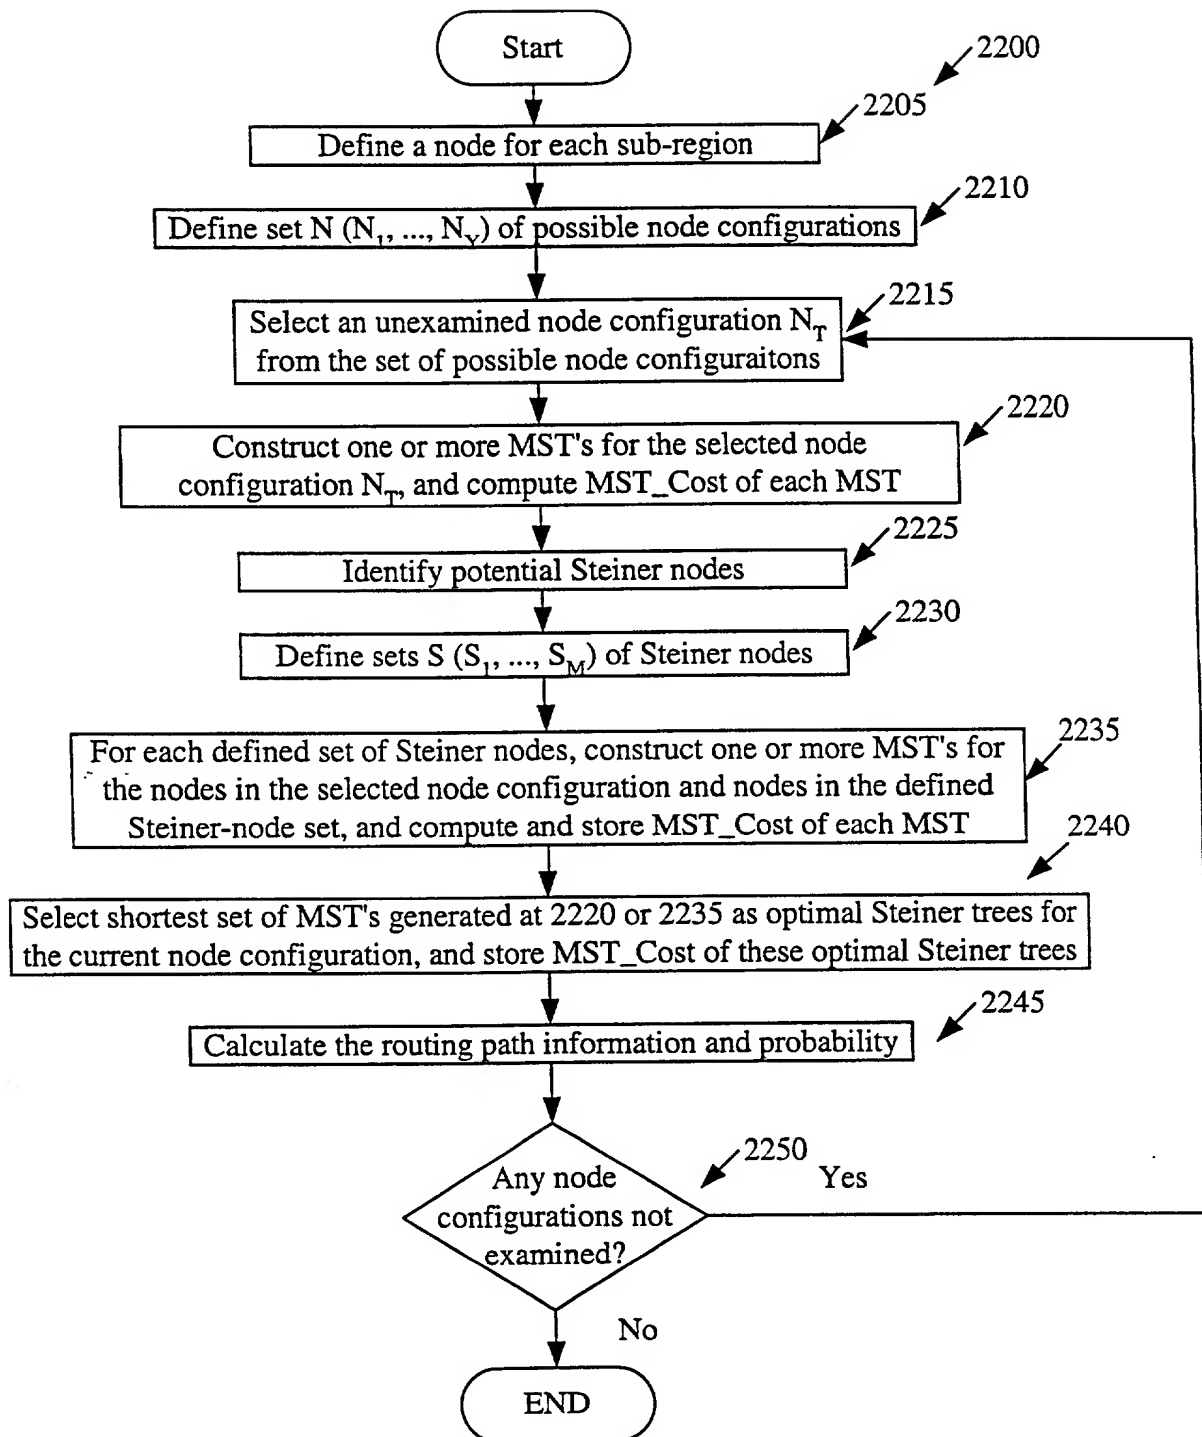 Start
2200
2205
Define a node for each sub-region
2210
Define set N (N₁, ..., N_Y) of possible node configurations
2215
Select an unexamined node configuration N_T
from the set of possible node configuraitons
2220
Construct one or more MST's for the selected node
configuration N_T, and compute MST_Cost of each MST
2225
Identify potential Steiner nodes
2230
Define sets S (S₁, ..., S_M) of Steiner nodes
2235
For each defined set of Steiner nodes, construct one or more MST's for
the nodes in the selected node configuration and nodes in the defined
Steiner-node set, and compute and store MST_Cost of each MST
2240
Select shortest set of MST's generated at 2220 or 2235 as optimal Steiner trees for
the current node configuration, and store MST_Cost of these optimal Steiner trees
2245
Calculate the routing path information and probability
2250
Any node
configurations not
examined?
Yes
No
END